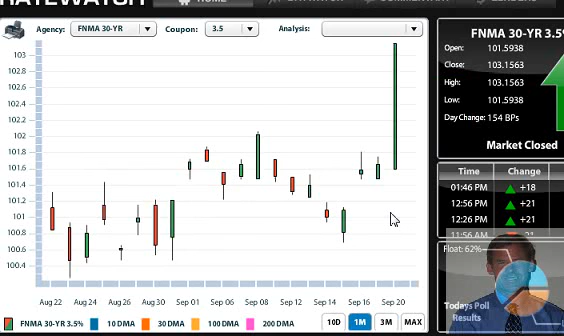 RATEWATCH HOME
Agency: FNMA 30-YR Coupon: 3.5 Analysis:
103
102.8
102.6
102.4
102.2
102
101.8
101.6
101.4
101.2
101
100.8
100.6
100.4
Aug 22 Aug 24 Aug 26 Aug 30 Sep 01 Sep 06 Sep 08 Sep 12 Sep 14 Sep 16 Sep 20
FNMA 30-YR 3.5% 10 DMA 30 DMA 100 DMA 200 DMA
10D 1M 3M MAX
FNMA 30-YR 3.5%
Open: 101.5938
Close: 103.1563
High: 103.1563
Low: 101.5938
Day Change: 154 BPs
Market Closed
Time Change
01:46 PM +18
12:56 PM +21
12:26 PM +21
11:56 AM
Float: 62%
Todays Poll
Results